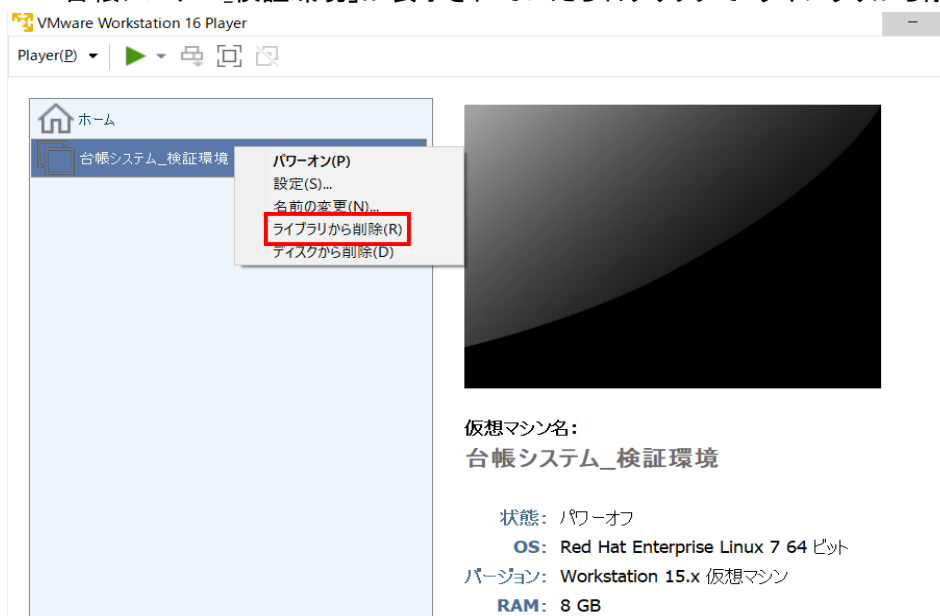 VMware Workstation 16 Player
Player(P)
ホーム
台帳システム_検証環境
パワーオン(P)
設定(S)...
名前の変更(N)...
ライブラリから削除(R)
ディスクから削除(D)
仮想マシン名:
台帳システム_検証環境
状態: パワーオフ
OS: Red Hat Enterprise Linux 7 64 ビット
バージョン: Workstation 15.x 仮想マシン
RAM: 8 GB